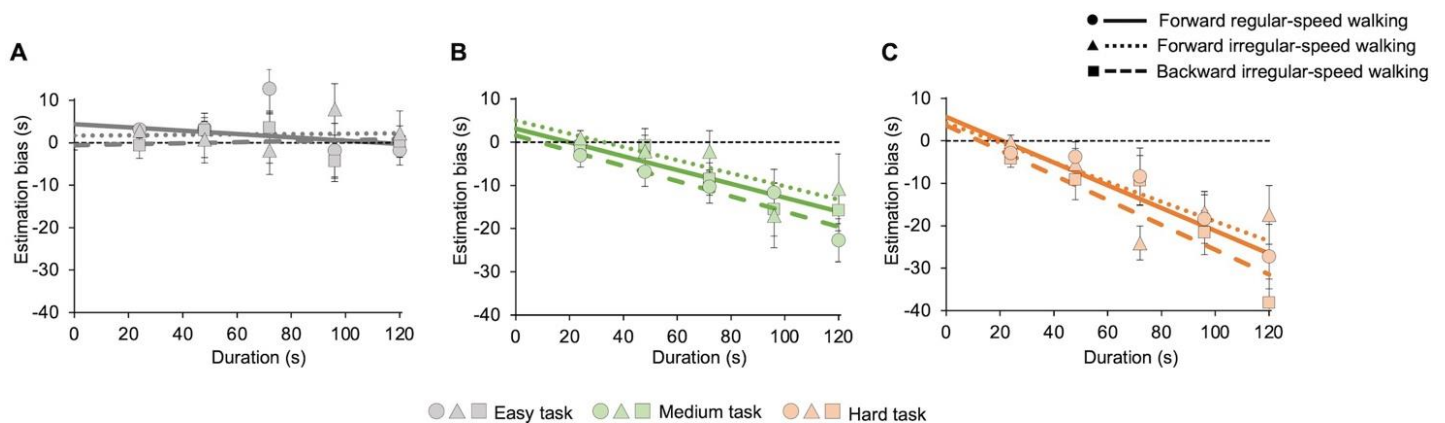 Forward regular-speed walking
Forward irregular-speed walking
Backward irregular-speed walking
A
Estimation bias (s)
10
0
-10
-20
-30
-40
0 20 40 60 80 100 120
Duration (s)
B
Estimation bias (s)
10
0
-10
-20
-30
-40
0 20 40 60 80 100 120
Duration (s)
C
Estimation bias (s)
10
0
-10
-20
-30
-40
0 20 40 60 80 100 120
Duration (s)
Easy task Medium task Hard task